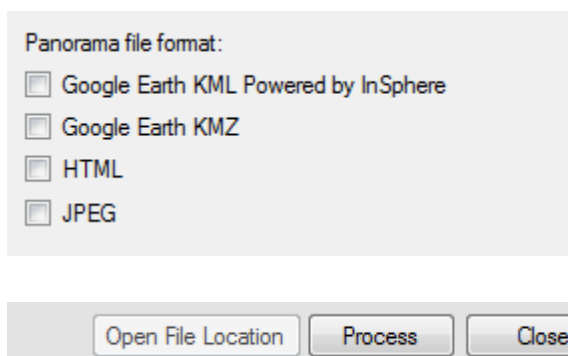 Panorama file format:
Google Earth KML Powered by InSphere
Google Earth KMZ
HTML
JPEG
Open File Location Process Close